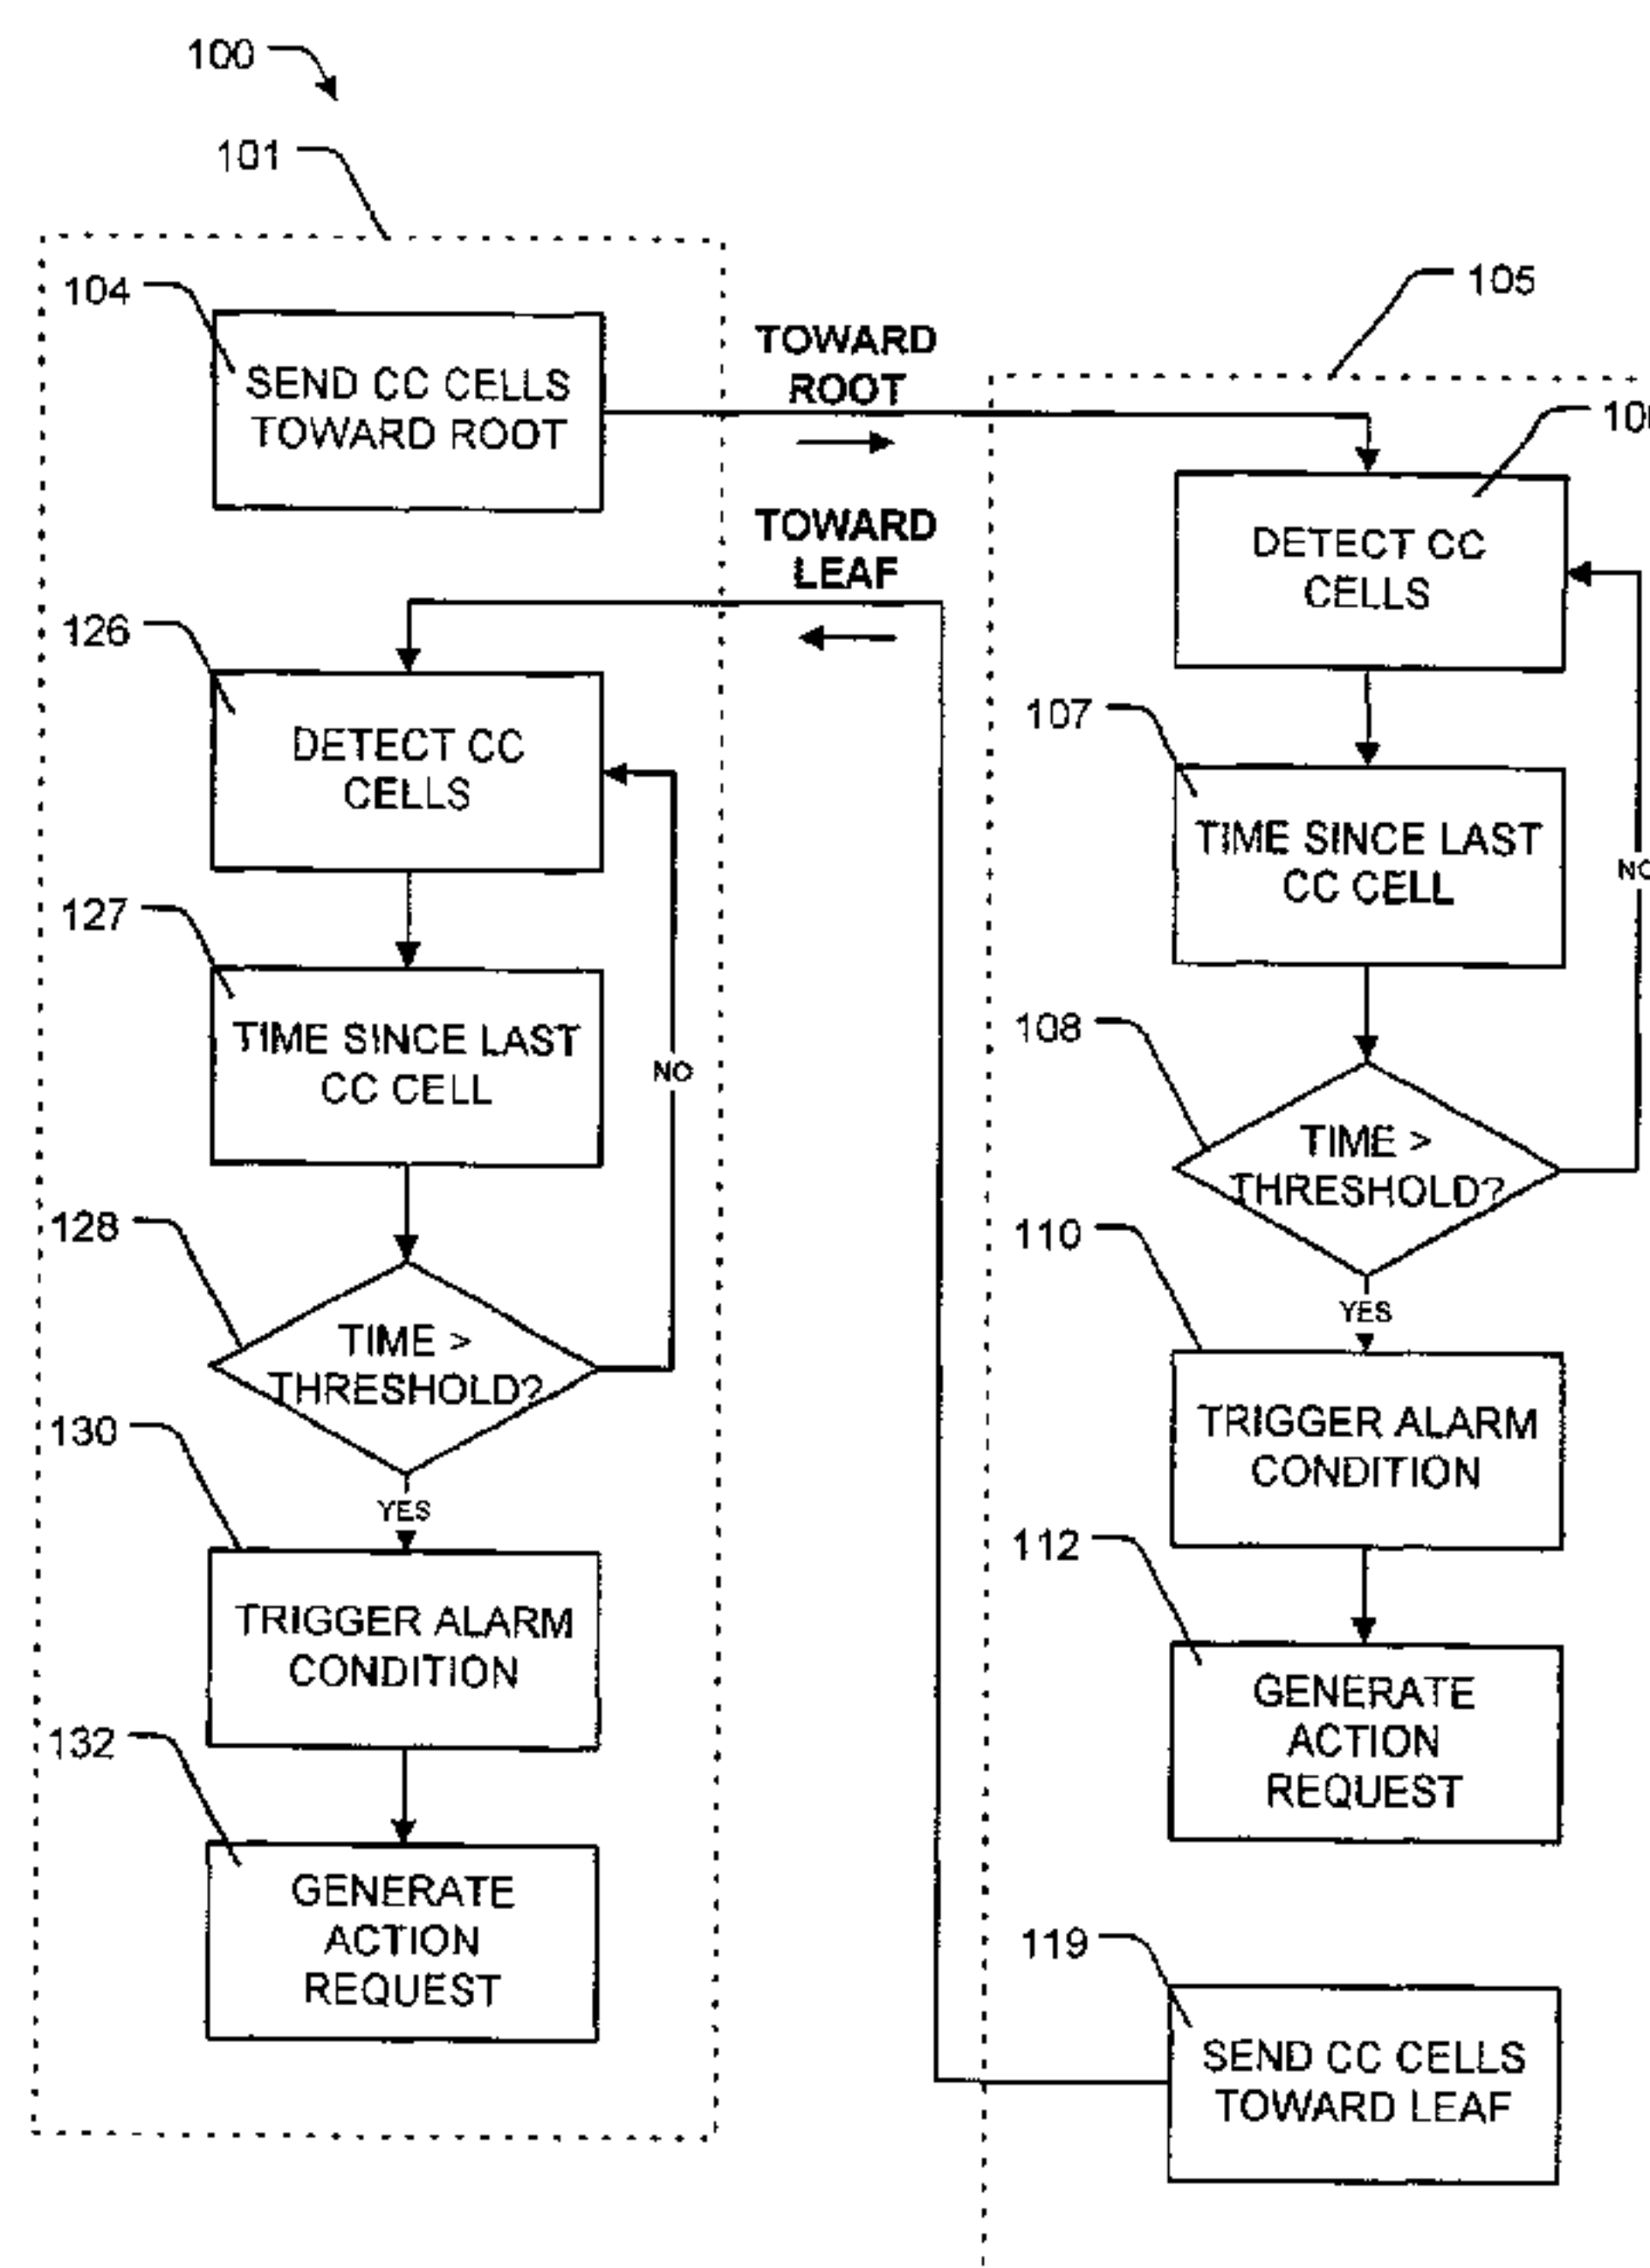 100
101
104
SEND CC CELLS
TOWARD ROOT
TOWARD
ROOT
TOWARD
LEAF
126
DETECT CC
CELLS
127
TIME SINCE LAST
CC CELL
NO
128
TIME >
THRESHOLD?
YES
130
TRIGGER ALARM
CONDITION
132
GENERATE
ACTION
REQUEST
105
DETECT CC
CELLS
107
TIME SINCE LAST
CC CELL
NO
108
TIME >
THRESHOLD?
YES
110
TRIGGER ALARM
CONDITION
112
GENERATE
ACTION
REQUEST
119
SEND CC CELLS
TOWARD LEAF